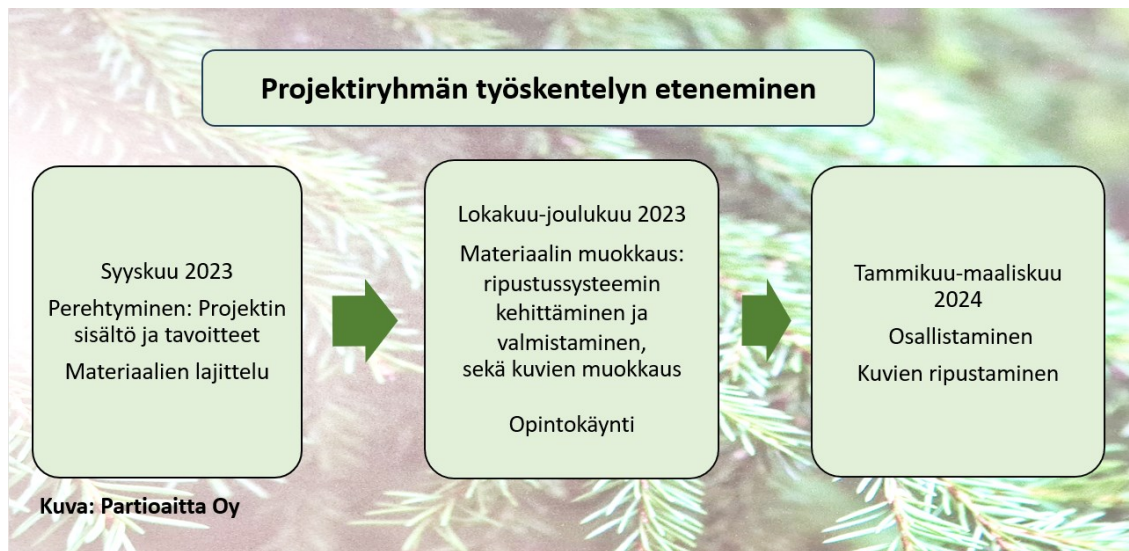 Projektiryhmän työskentelyn eteneminen
Syyskuu 2023
Perehtyminen: Projektin
sisältö ja tavoitteet
Materiaalien lajittelu
Lokakuu-joulukuu 2023
Materiaalin muokkaus:
ripustussysteemin
kehittäminen ja
valmistaminen,
sekä kuvien muokkaus
Opintokäynti
Tammikuu-maaliskuu
2024
Osallistaminen
Kuvien ripustaminen
Kuva: Partioaitta Oy